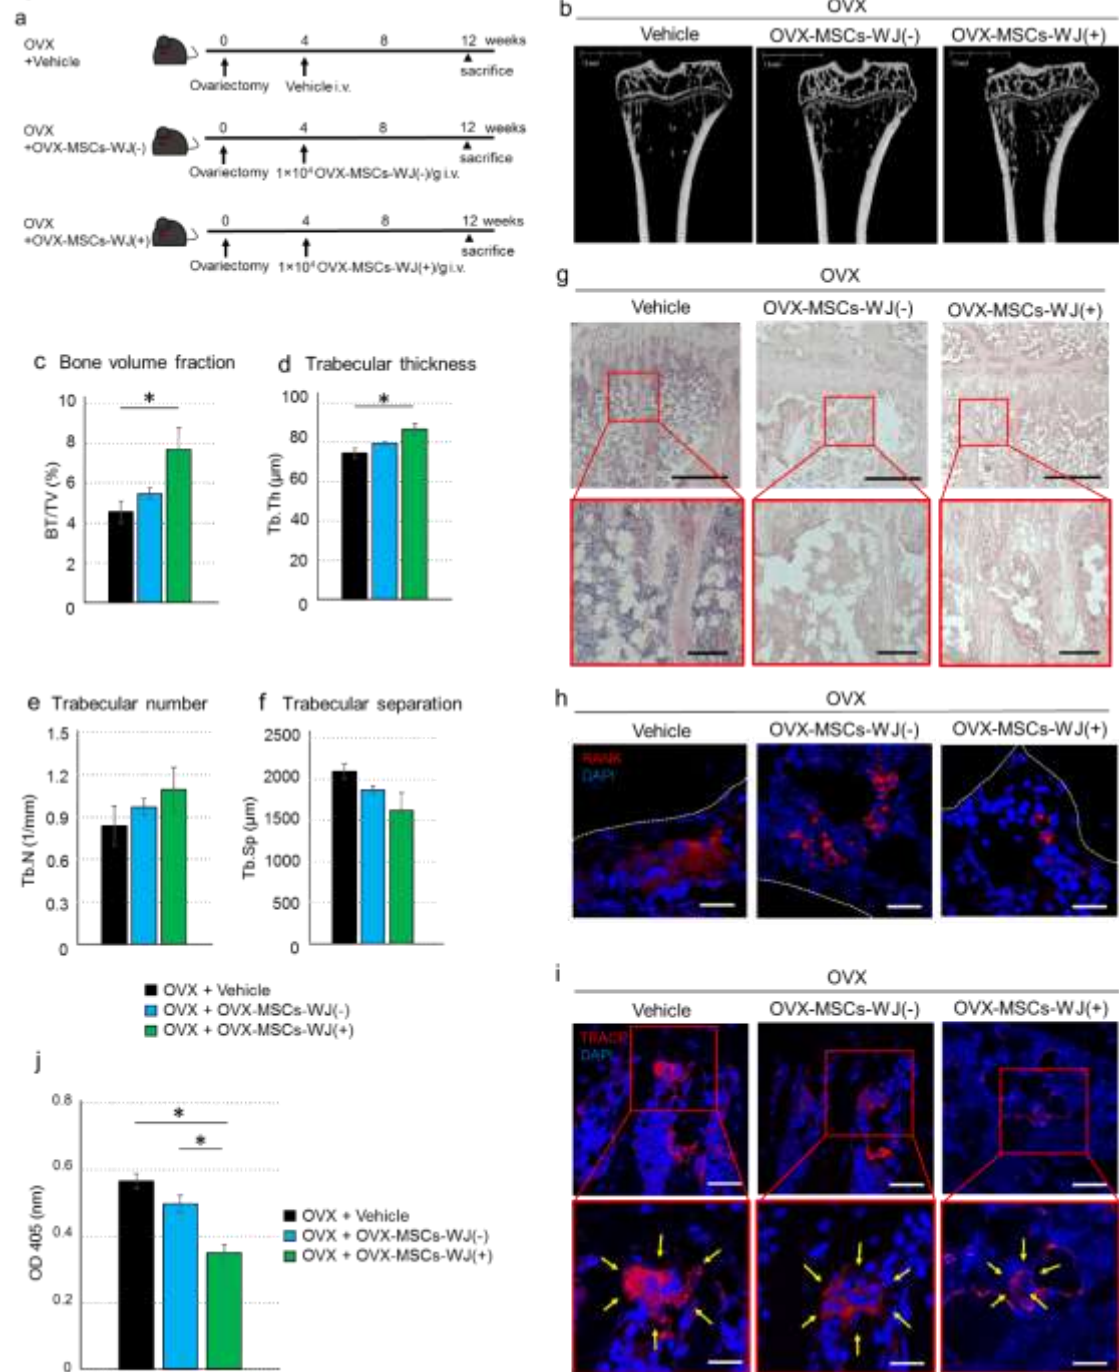 a
OVX
+Vehicle
0 4 8 12 weeks
Ovariectomy Vehicle i.v. sacrifice
OVX
+OVX-MSCs-WJ(-)
0 4 8 12 weeks
Ovariectomy 1×10⁴ OVX-MSCs-WJ(-)/g i.v. sacrifice
OVX
+OVX-MSCs-WJ(+)
0 4 8 12 weeks
Ovariectomy 1×10⁴ OVX-MSCs-WJ(+)/g i.v. sacrifice
b
OVX
Vehicle OVX-MSCs-WJ(-) OVX-MSCs-WJ(+)
c Bone volume fraction
*
BT/TV (%)
10
8
6
4
2
0
d Trabecular thickness
*
Tb.Th (μm)
100
80
60
40
20
0
e Trabecular number
Tb.N (1/mm)
1.5
1.2
0.9
0.6
0.3
0
f Trabecular separation
Tb.Sp (μm)
2500
2000
1500
1000
500
0
OVX + Vehicle
OVX + OVX-MSCs-WJ(-)
OVX + OVX-MSCs-WJ(+)
g
OVX
Vehicle OVX-MSCs-WJ(-) OVX-MSCs-WJ(+)
h
OVX
Vehicle OVX-MSCs-WJ(-) OVX-MSCs-WJ(+)
RANK
DAPI
i
OVX
Vehicle OVX-MSCs-WJ(-) OVX-MSCs-WJ(+)
TRACP
DAPI
j
*
*
OD 405 (nm)
0.8
0.6
0.4
0.2
0
OVX + Vehicle
OVX + OVX-MSCs-WJ(-)
OVX + OVX-MSCs-WJ(+)